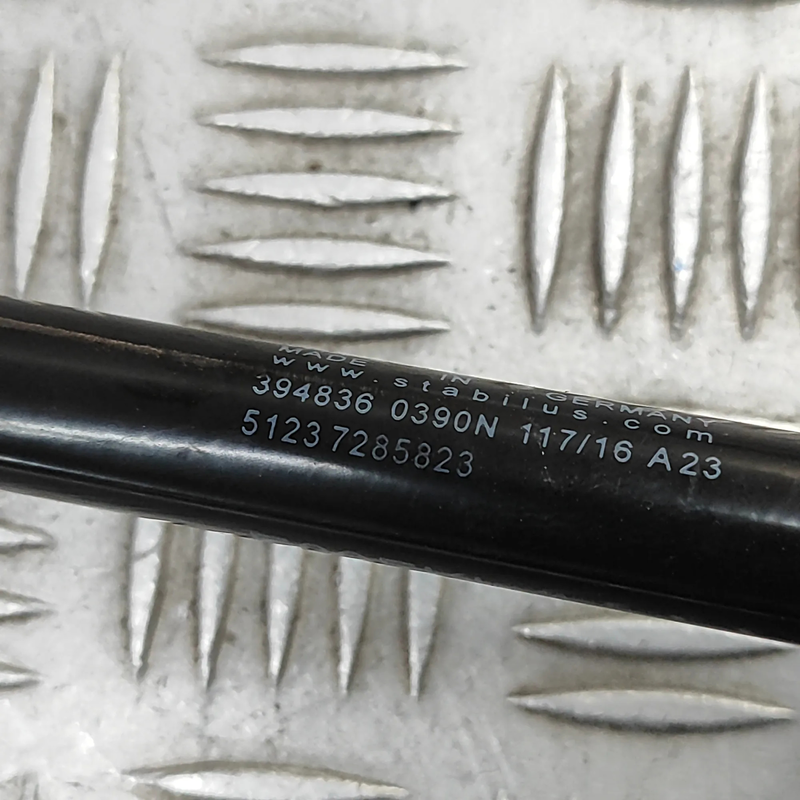 MADE IN GERMANY
www.stabilus.com
394836 0390N 117/16 A23
51237285823